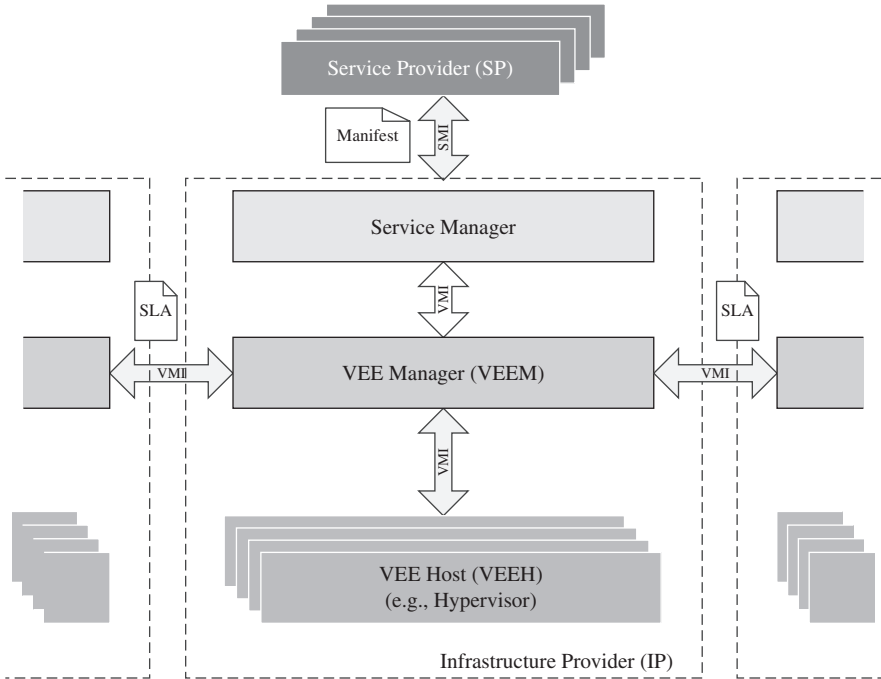 Service Provider (SP)
Manifest
SMI
Service Manager
SLA
VMI
SLA
VMI
VEE Manager (VEEM)
VMI
VMI
VEE Host (VEEH)
(e.g., Hypervisor)
Infrastructure Provider (IP)